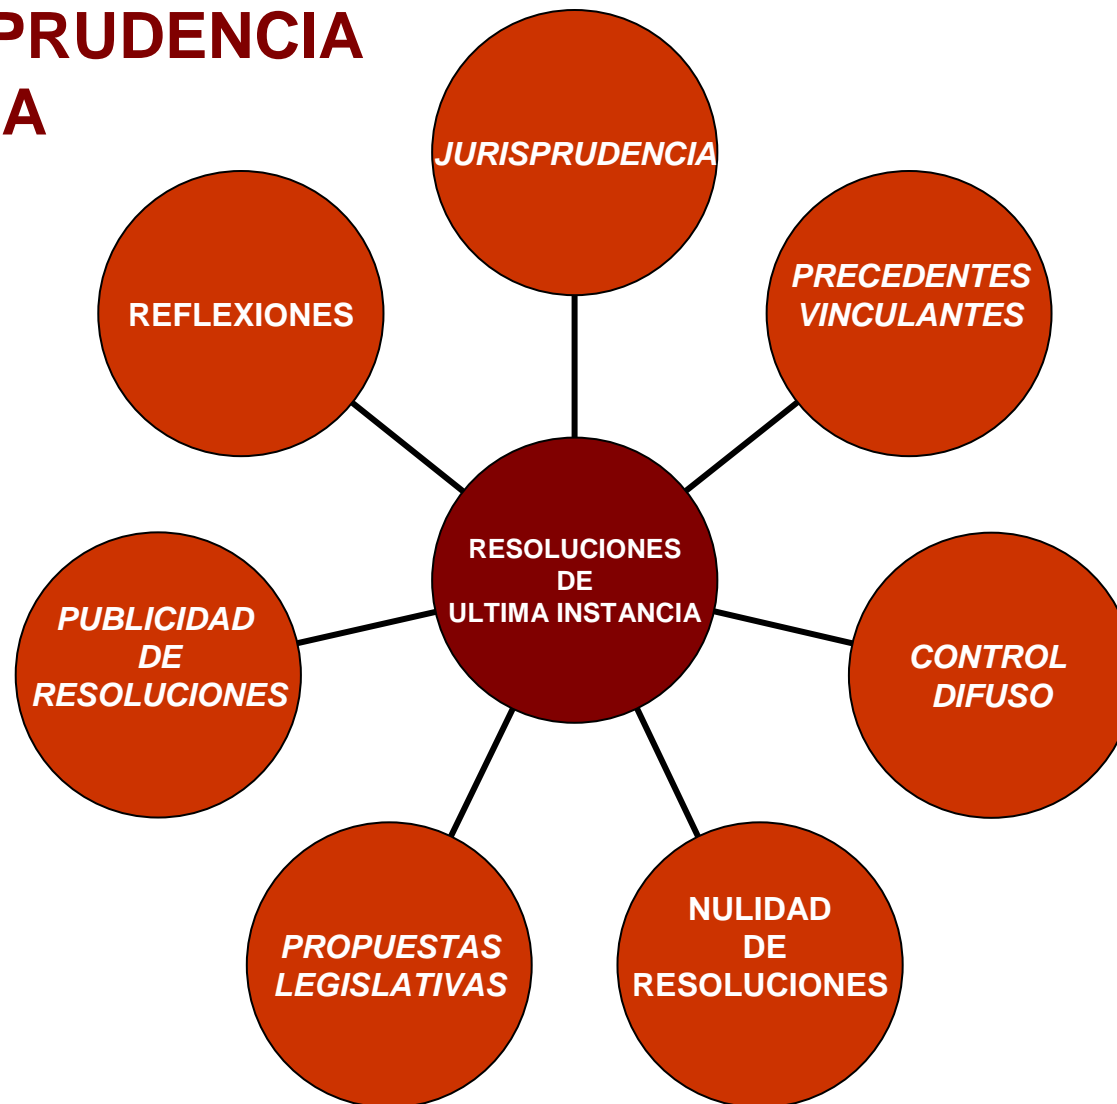 PRUDENCIA
A
JURISPRUDENCIA
PRECEDENTES
VINCULANTES
REFLEXIONES
RESOLUCIONES
DE
ULTIMA INSTANCIA
PUBLICIDAD
DE
RESOLUCIONES
CONTROL
DIFUSO
PROPUESTAS
LEGISLATIVAS
NULIDAD
DE
RESOLUCIONES